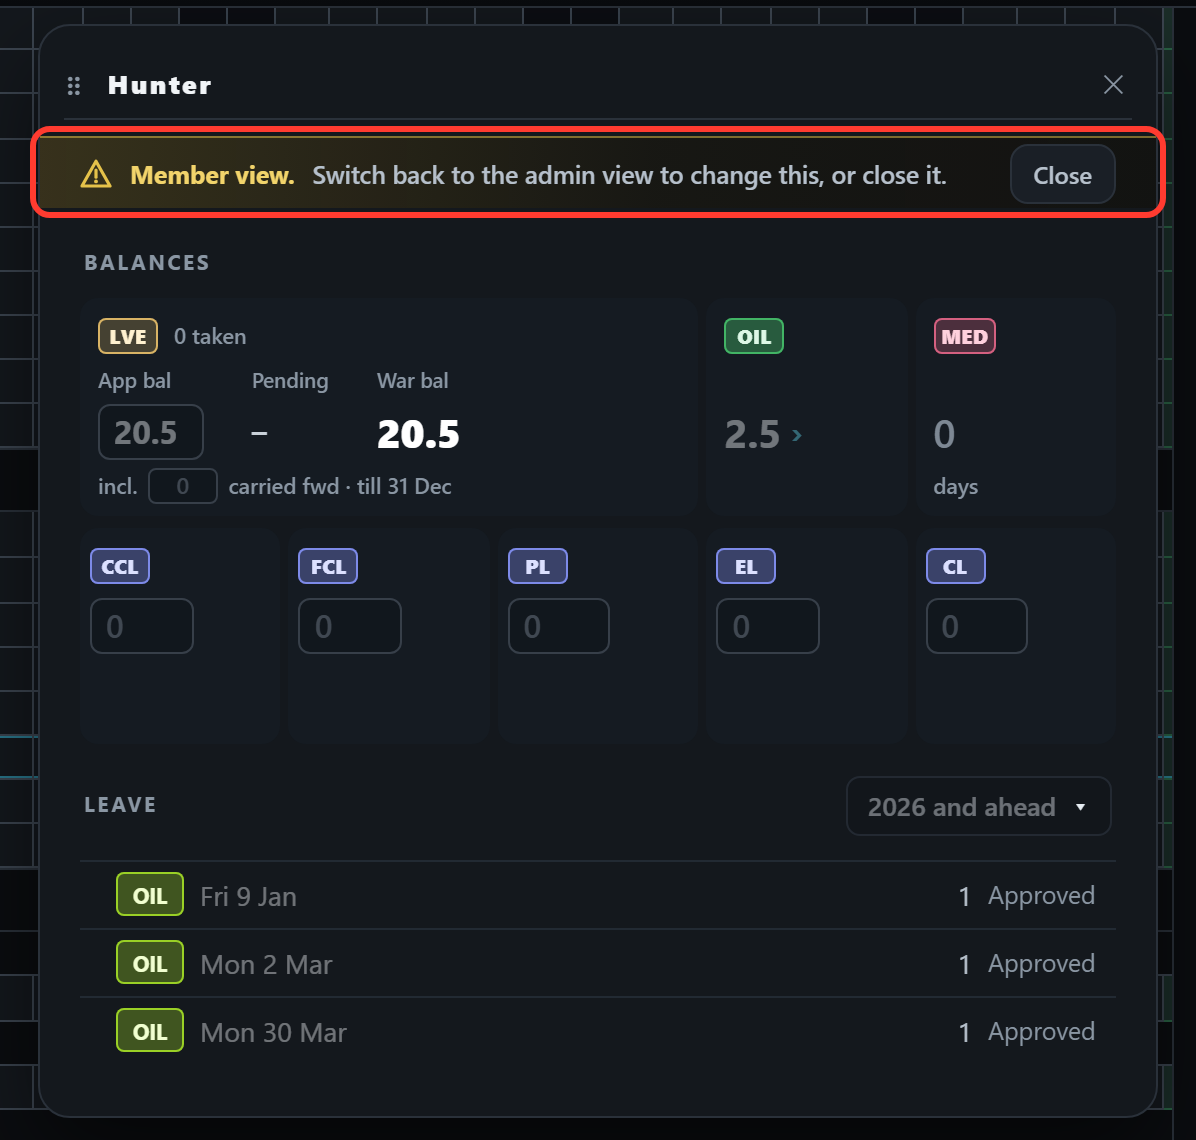 Hunter
Member view. Switch back to the admin view to change this, or close it. Close
BALANCES
LVE 0 taken OIL MED
App bal Pending War bal
20.5 – 20.5 2.5 › 0
incl. 0 carried fwd · till 31 Dec days
CCL FCL PL EL CL
0 0 0 0 0
LEAVE 2026 and ahead
OIL Fri 9 Jan 1 Approved
OIL Mon 2 Mar 1 Approved
OIL Mon 30 Mar 1 Approved